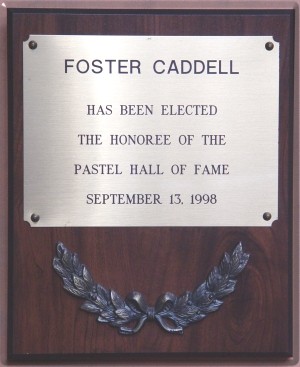 FOSTER CADDELL
HAS BEEN ELECTED
THE HONOREE OF THE
PASTEL HALL OF FAME
SEPTEMBER 13, 1998